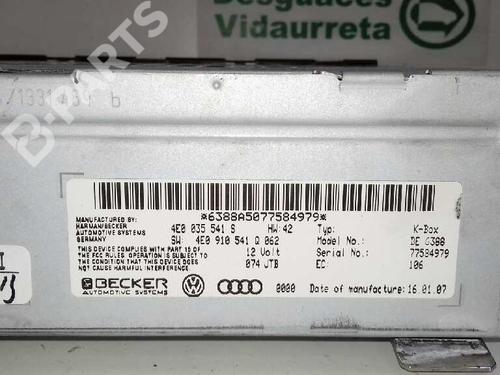 Desguaces
Vidaurreta
B-PARTS
*6388A5077584979*
MANUFACTURED BY:
HARMAN/BECKER
AUTOMOTIVE SYSTEMS
GERMANY
4E0 035 541 S HW:42 Typ: K-Box
SW: 4E0 910 541 Q 062 Model No.: BE 6388
THIS DEVICE COMPLIES WITH PART 15 OF
THE FCC RULES. OPERATION IS SUBJECT
TO THE CONDITION THAT THIS DEVICE DOES
NOT CAUSE HARMFUL INTERFERENCE.
12 Volt Serial No.: 77584979
074 JTB EC: 106
BECKER
AUTOMOTIVE SYSTEMS
0000 Date of manufacture: 16.01.07